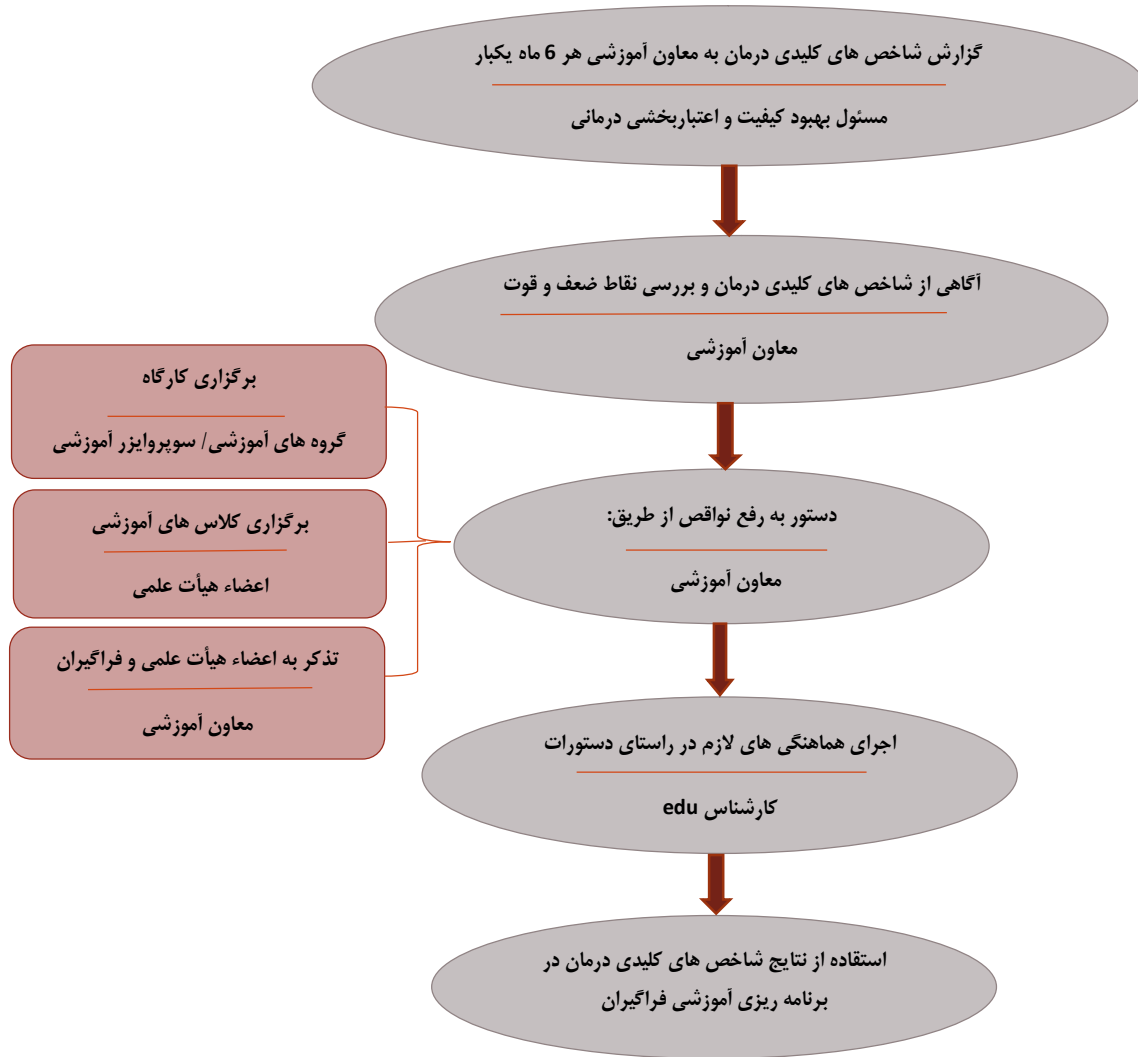 گزارش شاخص های کلیدی درمان به معاون آموزشی هر 6 ماه یکبار
مسئول بهبود کیفیت و اعتباربخشی درمانی
آگاهی از شاخص های کلیدی درمان و بررسی نقاط ضعف و قوت
معاون آموزشی
دستور به رفع نواقص از طریق:
معاون آموزشی
برگزاری کارگاه
گروه های آموزشی/ سوپروایزر آموزشی
برگزاری کلاس های آموزشی
اعضاء هیأت علمی
تذکر به اعضاء هیأت علمی و فراگیران
معاون آموزشی
اجرای هماهنگی های لازم در راستای دستورات
کارشناس edu
استفاده از نتایج شاخص های کلیدی درمان در
برنامه ریزی آموزشی فراگیران